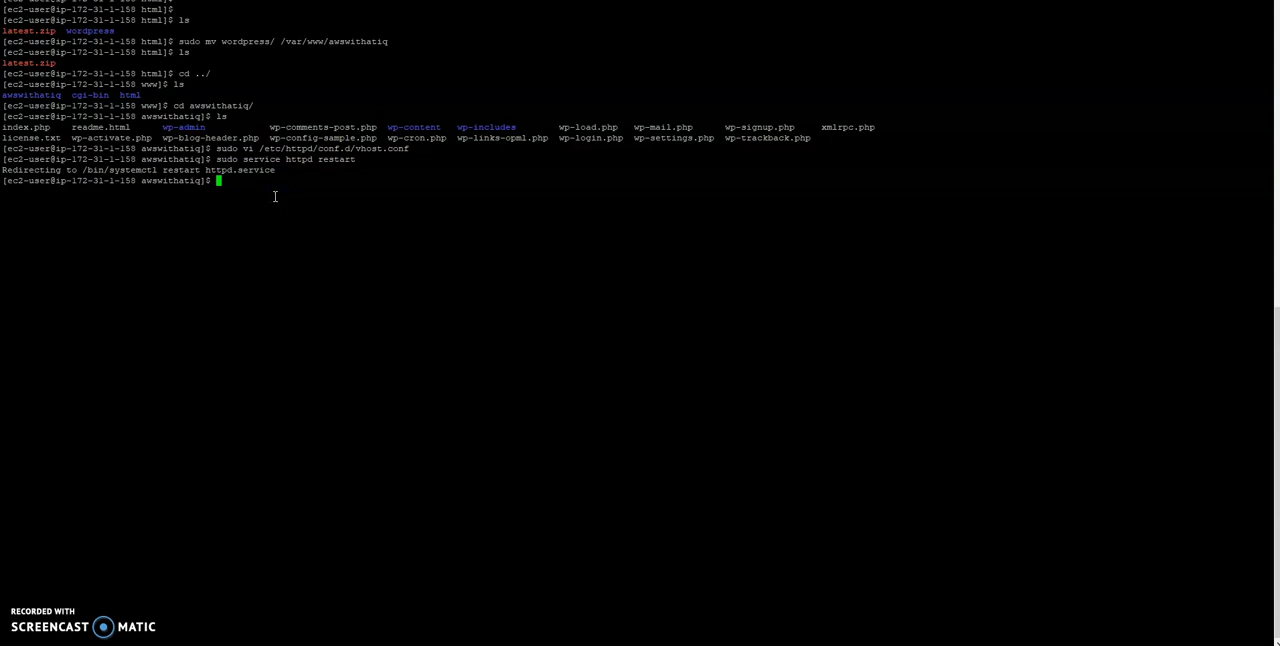 [ec2-user@ip-172-31-1-158 html]$
[ec2-user@ip-172-31-1-158 html]$
[ec2-user@ip-172-31-1-158 html]$ ls
latest.zip  wordpress
[ec2-user@ip-172-31-1-158 html]$ sudo mv wordpress/ /var/www/awswithatiq
[ec2-user@ip-172-31-1-158 html]$ ls
latest.zip
[ec2-user@ip-172-31-1-158 html]$ cd ../
[ec2-user@ip-172-31-1-158 www]$ ls
awswithatiq  cgi-bin  html
[ec2-user@ip-172-31-1-158 www]$ cd awswithatiq/
[ec2-user@ip-172-31-1-158 awswithatiq]$ ls
index.php    readme.html      wp-admin            wp-comments-post.php  wp-content   wp-includes        wp-load.php   wp-mail.php      wp-signup.php     xmlrpc.php
license.txt  wp-activate.php  wp-blog-header.php  wp-config-sample.php  wp-cron.php  wp-links-opml.php  wp-login.php  wp-settings.php  wp-trackback.php
[ec2-user@ip-172-31-1-158 awswithatiq]$ sudo vi /etc/httpd/conf.d/vhost.conf
[ec2-user@ip-172-31-1-158 awswithatiq]$ sudo service httpd restart
Redirecting to /bin/systemctl restart httpd.service
[ec2-user@ip-172-31-1-158 awswithatiq]$
RECORDED WITH
SCREENCAST MATIC